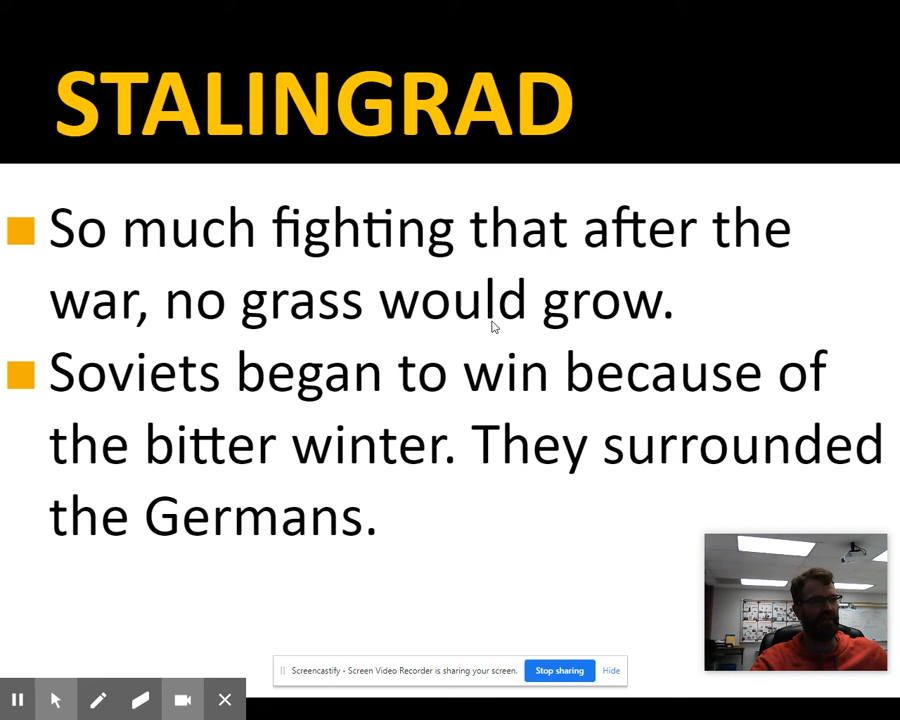 STALINGRAD
So much fighting that after the
war, no grass would grow.
Soviets began to win because of
the bitter winter. They surrounded
the Germans.
Screencastify - Screen Video Recorder is sharing your screen.
Stop sharing
Hide